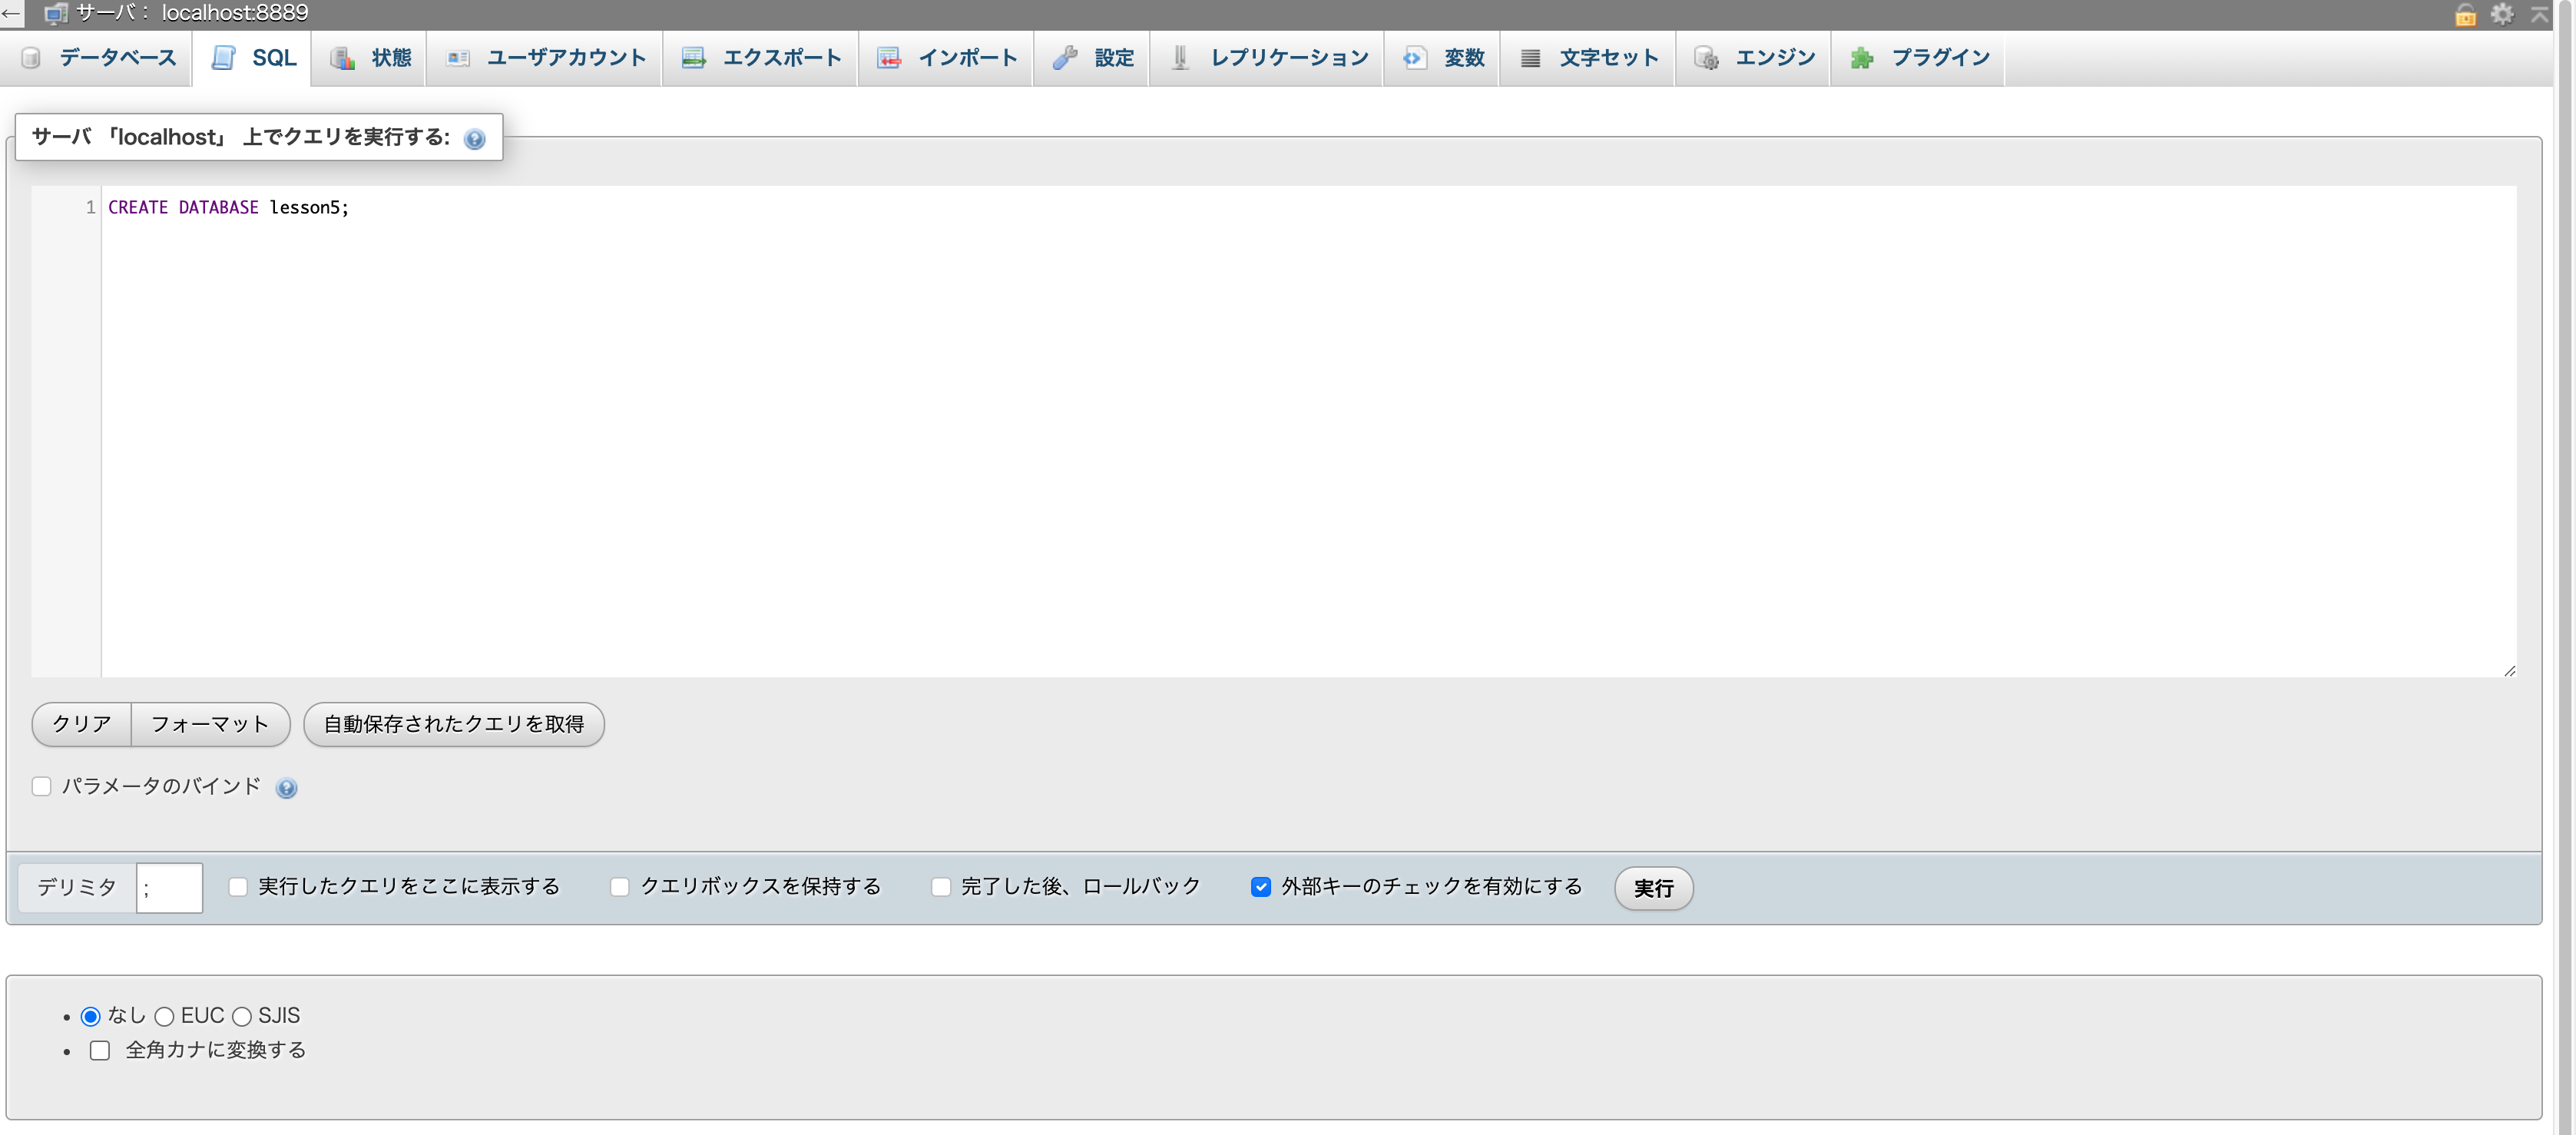 サーバ： localhost:8889
データベース SQL 状態 ユーザアカウント エクスポート インポート 設定 レプリケーション 変数 文字セット エンジン プラグイン
サーバ 「localhost」 上でクエリを実行する:
1 CREATE DATABASE lesson5;
クリア フォーマット 自動保存されたクエリを取得
パラメータのバインド
デリミタ ; 実行したクエリをここに表示する クエリボックスを保持する 完了した後、ロールバック 外部キーのチェックを有効にする 実行
なし EUC SJIS
全角カナに変換する